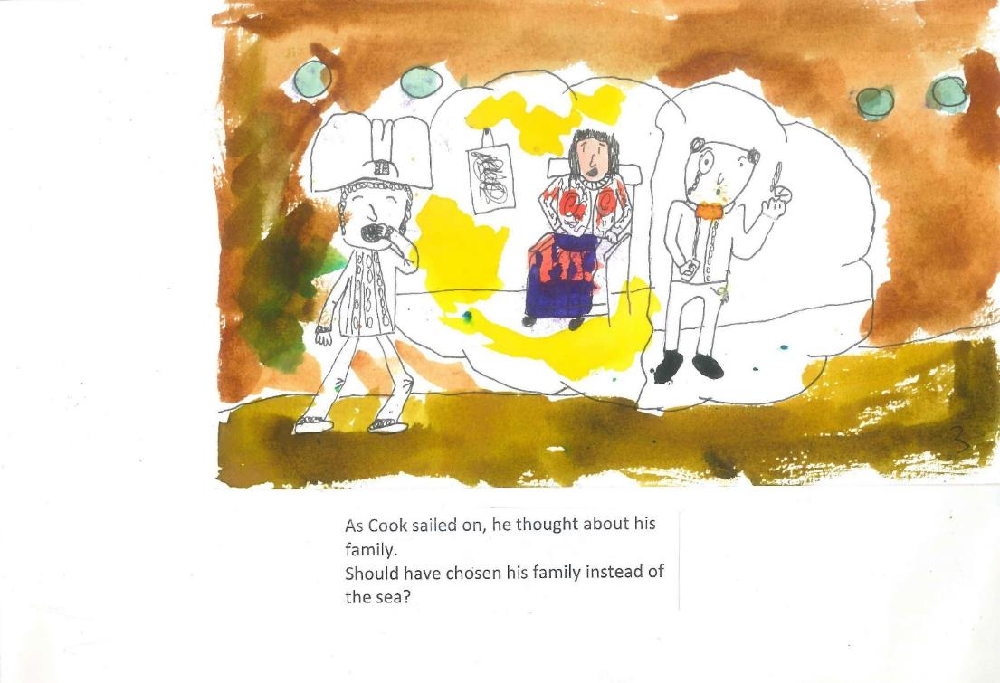 3
As Cook sailed on, he thought about his
family.
Should have chosen his family instead of
the sea?